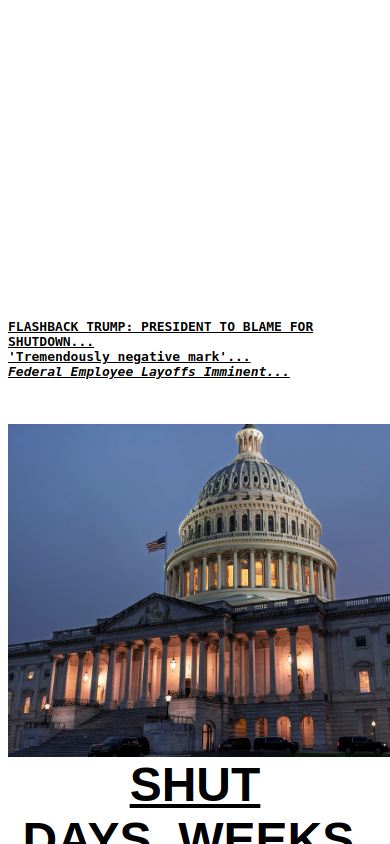 FLASHBACK TRUMP: PRESIDENT TO BLAME FOR
SHUTDOWN...
'Tremendously negative mark'...
Federal Employee Layoffs Imminent...
SHUT
DAYS, WEEKS